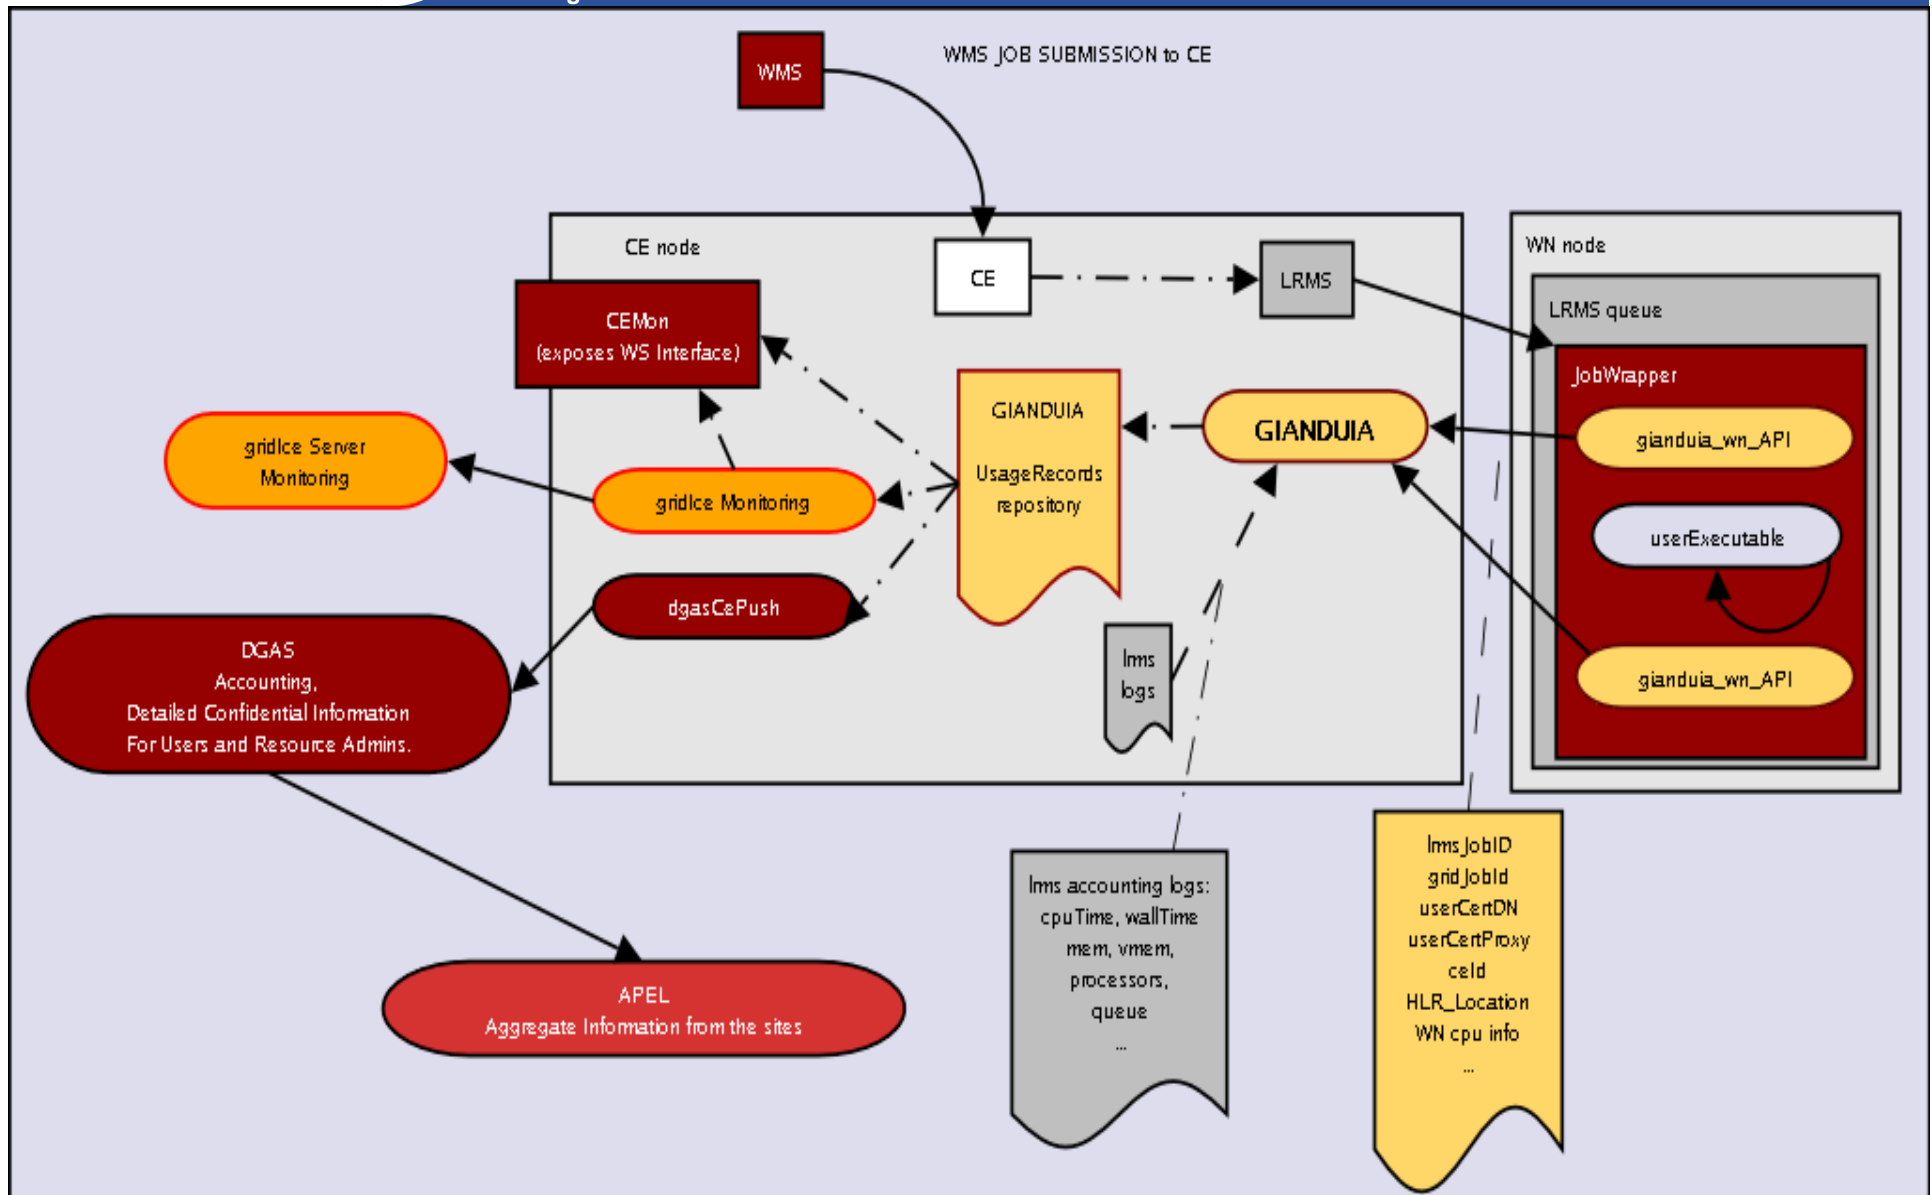 WMS
WMS JOB SUBMISSION to CE
CE node
CE
LRMS
WN node
LRMS queue
CEMon
(exposes WS Interface)
JobWrapper
GIANDUIA
UsageRecords
repository
GIANDUIA
gianduia_wn_API
gridIce Server
Monitoring
gridIce Monitoring
userExecutable
dgasCePush
lrms
logs
gianduia_wn_API
DGAS
Accounting,
Detailed Confidential Information
For Users and Resource Admins.
lrms accounting logs:
cpuTime, wallTime
mem, vmem,
processors,
queue
...
lrmsJobID
gridJobId
userCertDN
userCertProxy
ceId
HLR_Location
WN cpu info
...
APEL
Aggregate Information from the sites